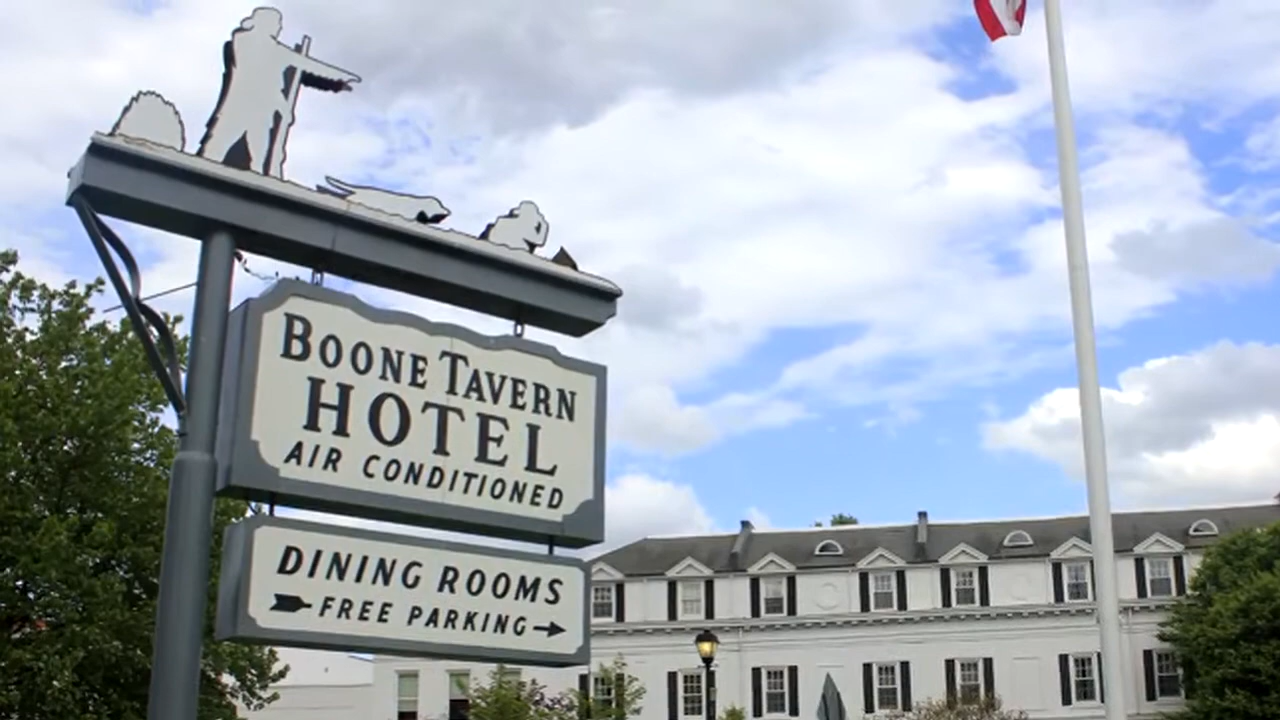 BOONE TAVERN
HOTEL
AIR CONDITIONED
DINING ROOMS
FREE PARKING